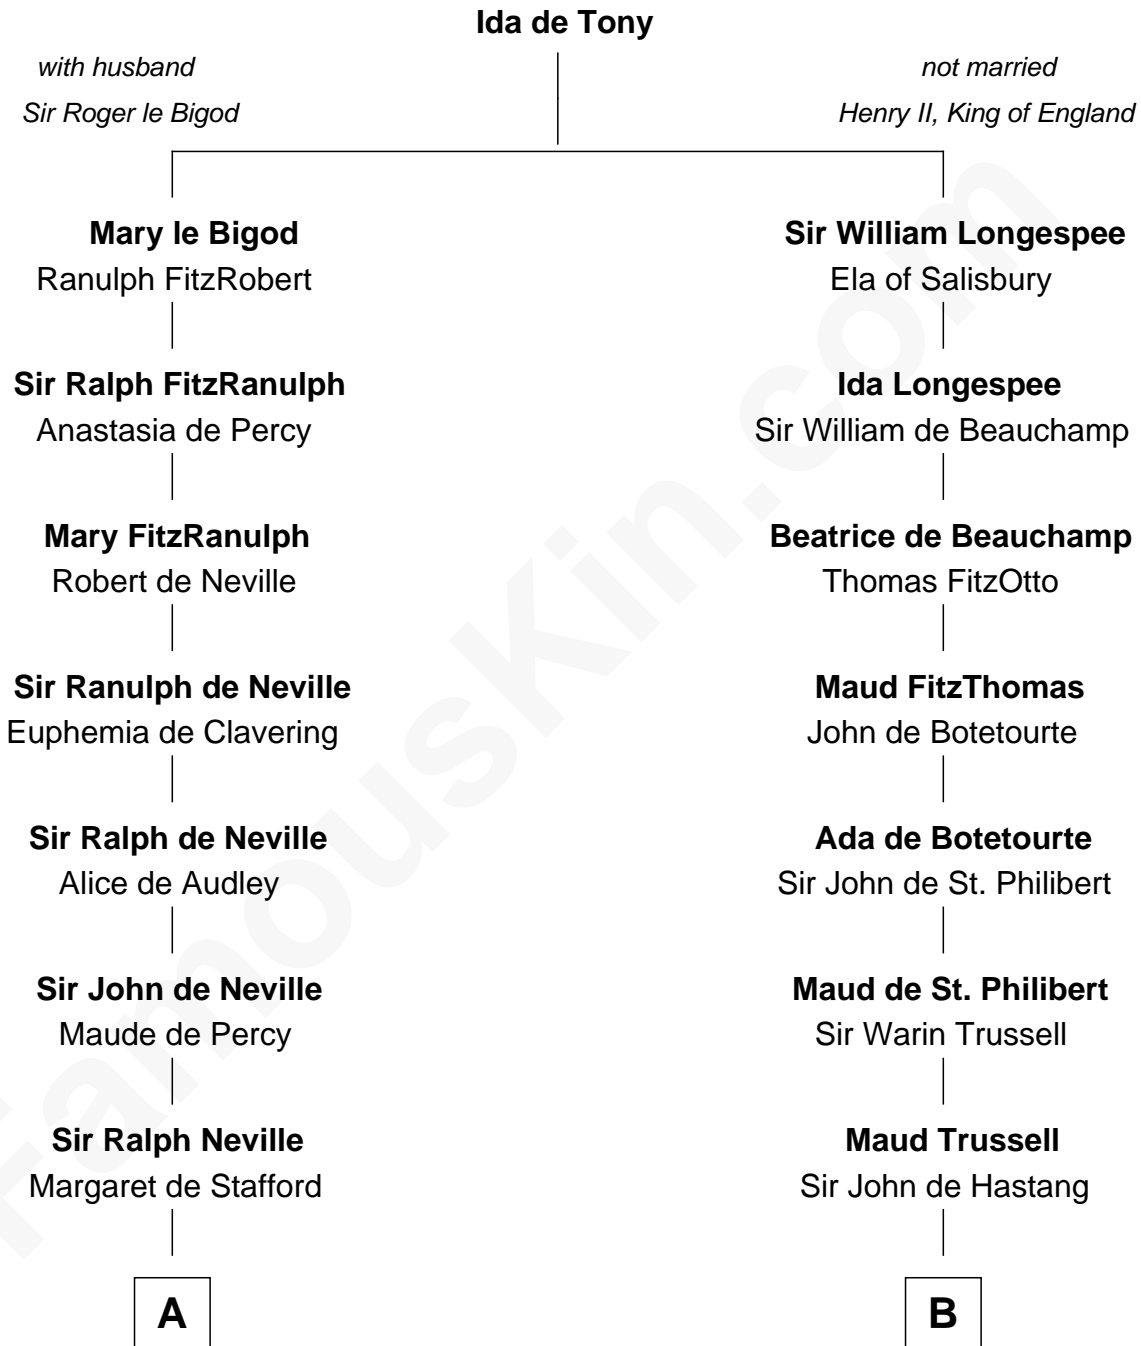 Ida de Tony
with husband
Sir Roger le Bigod
not married
Henry II, King of England
Mary le Bigod
Ranulph FitzRobert
Sir William Longespee
Ela of Salisbury
Sir Ralph FitzRanulph
Anastasia de Percy
Ida Longespee
Sir William de Beauchamp
Mary FitzRanulph
Robert de Neville
Beatrice de Beauchamp
Thomas FitzOtto
Sir Ranulph de Neville
Euphemia de Clavering
Maud FitzThomas
John de Botetourte
Sir Ralph de Neville
Alice de Audley
Ada de Botetourte
Sir John de St. Philibert
Sir John de Neville
Maude de Percy
Maud de St. Philibert
Sir Warin Trussell
Sir Ralph Neville
Margaret de Stafford
Maud Trussell
Sir John de Hastang
A
B
FamousKin.com